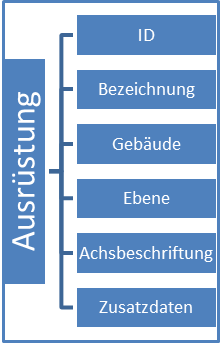 Ausrüstung
ID
Bezeichnung
Gebäude
Ebene
Achsbeschriftung
Zusatzdaten